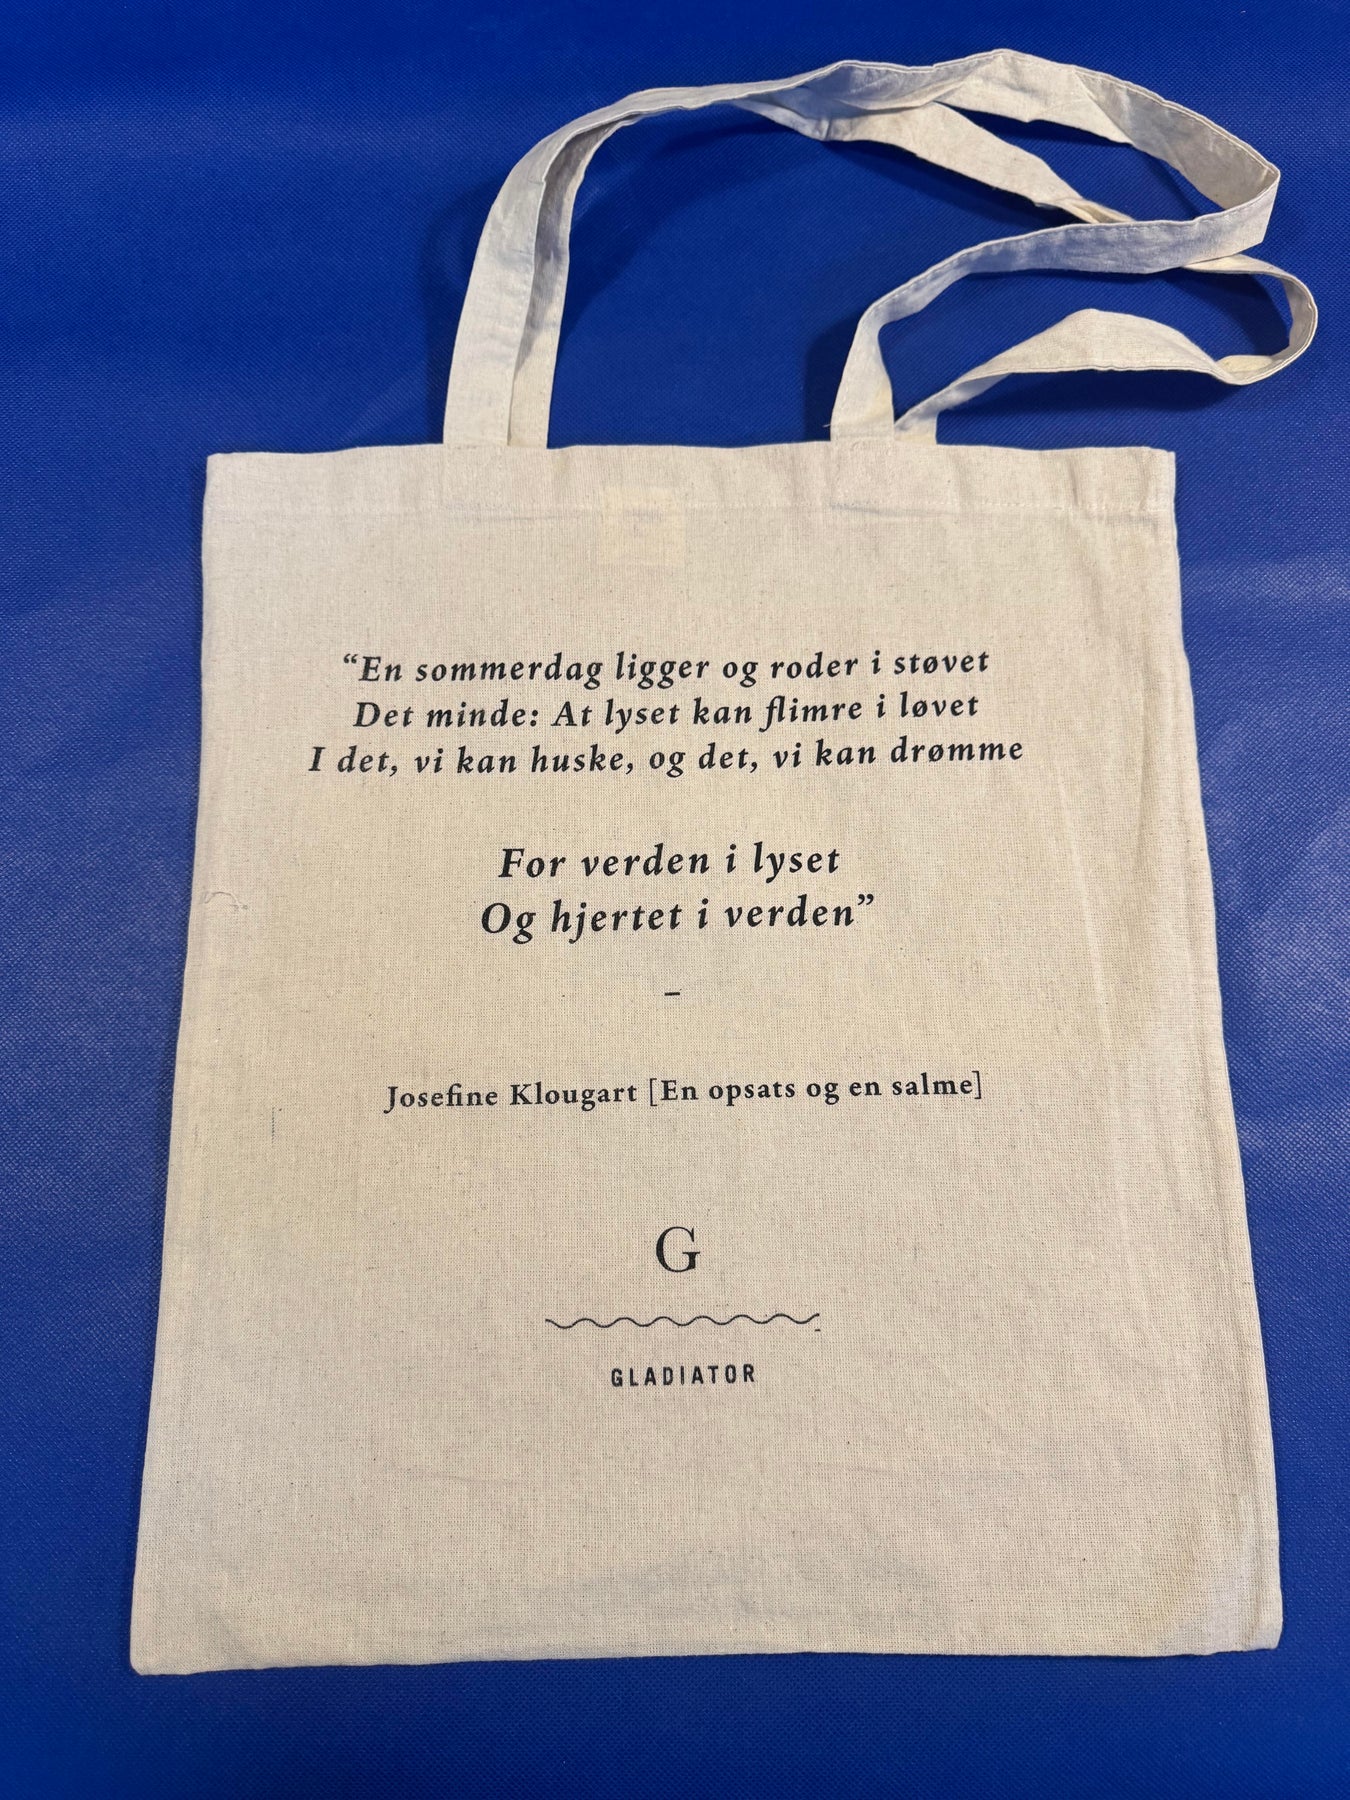 “En sommerdag ligger og roder i støvet
Det minde: At lyset kan flimre i løvet
I det, vi kan huske, og det, vi kan drømme
For verden i lyset
Og hjertet i verden”
–
Josefine Klougart [En opsats og en salme]
G
GLADIATOR